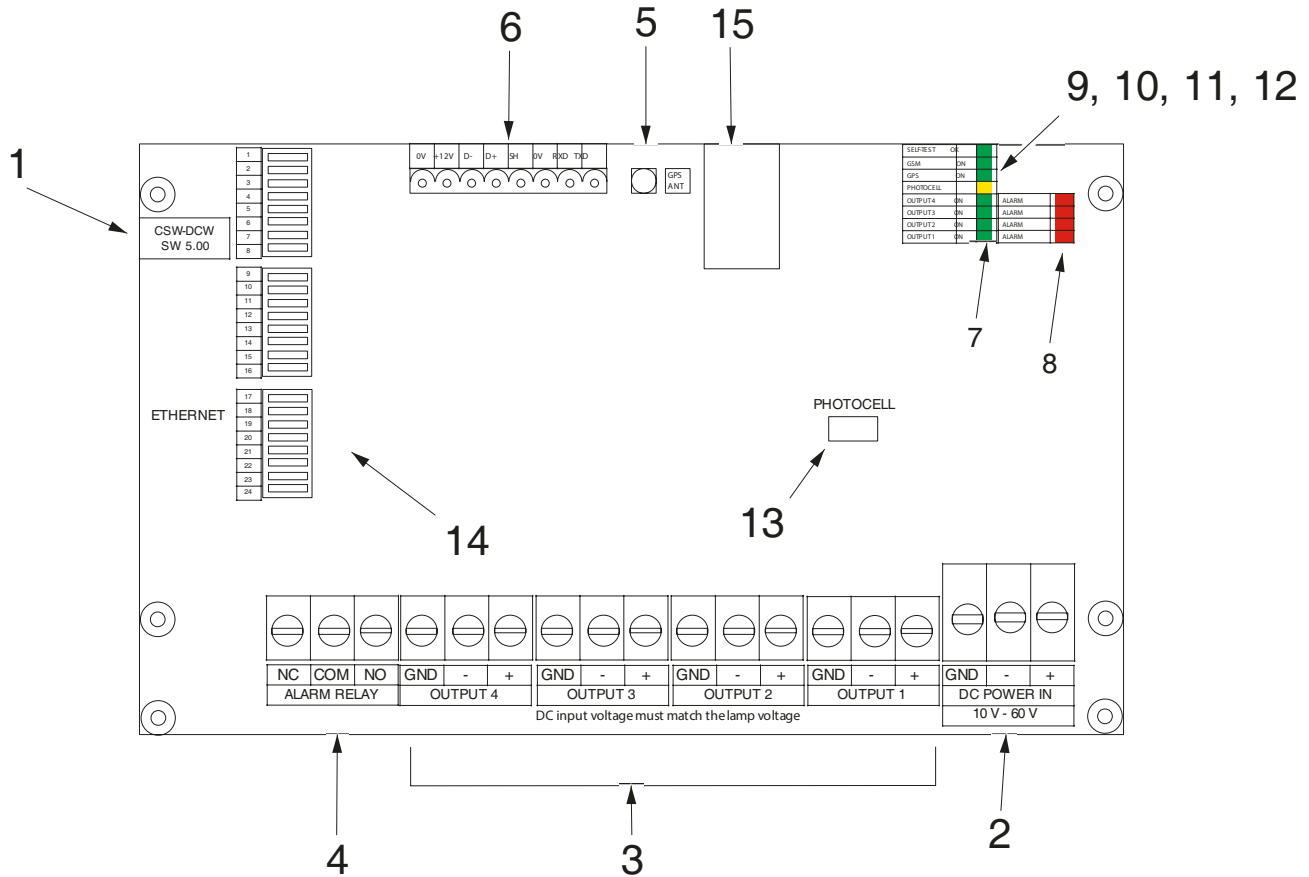 6
5
15
9, 10, 11, 12
1
0V +12V D- D+ SH 0V RXD TXD
GPS
ANT
1
2
3
4
5
6
7
8
CSW-DCW
SW 5.00
9
10
11
12
13
14
15
16
ETHERNET
17
18
19
20
21
22
23
24
SELF-TEST OK
GSM ON
GPS ON
PHOTOCELL
OUTPUT4 ON ALARM
OUTPUT3 ON ALARM
OUTPUT2 ON ALARM
OUTPUT1 ON ALARM
7
8
PHOTOCELL
13
14
NC COM NO GND - + GND - + GND - + GND - + GND - +
ALARM RELAY OUTPUT 4 OUTPUT 3 OUTPUT 2 OUTPUT 1 DC POWER IN
10 V - 60 V
DC input voltage must match the lamp voltage
4
3
2